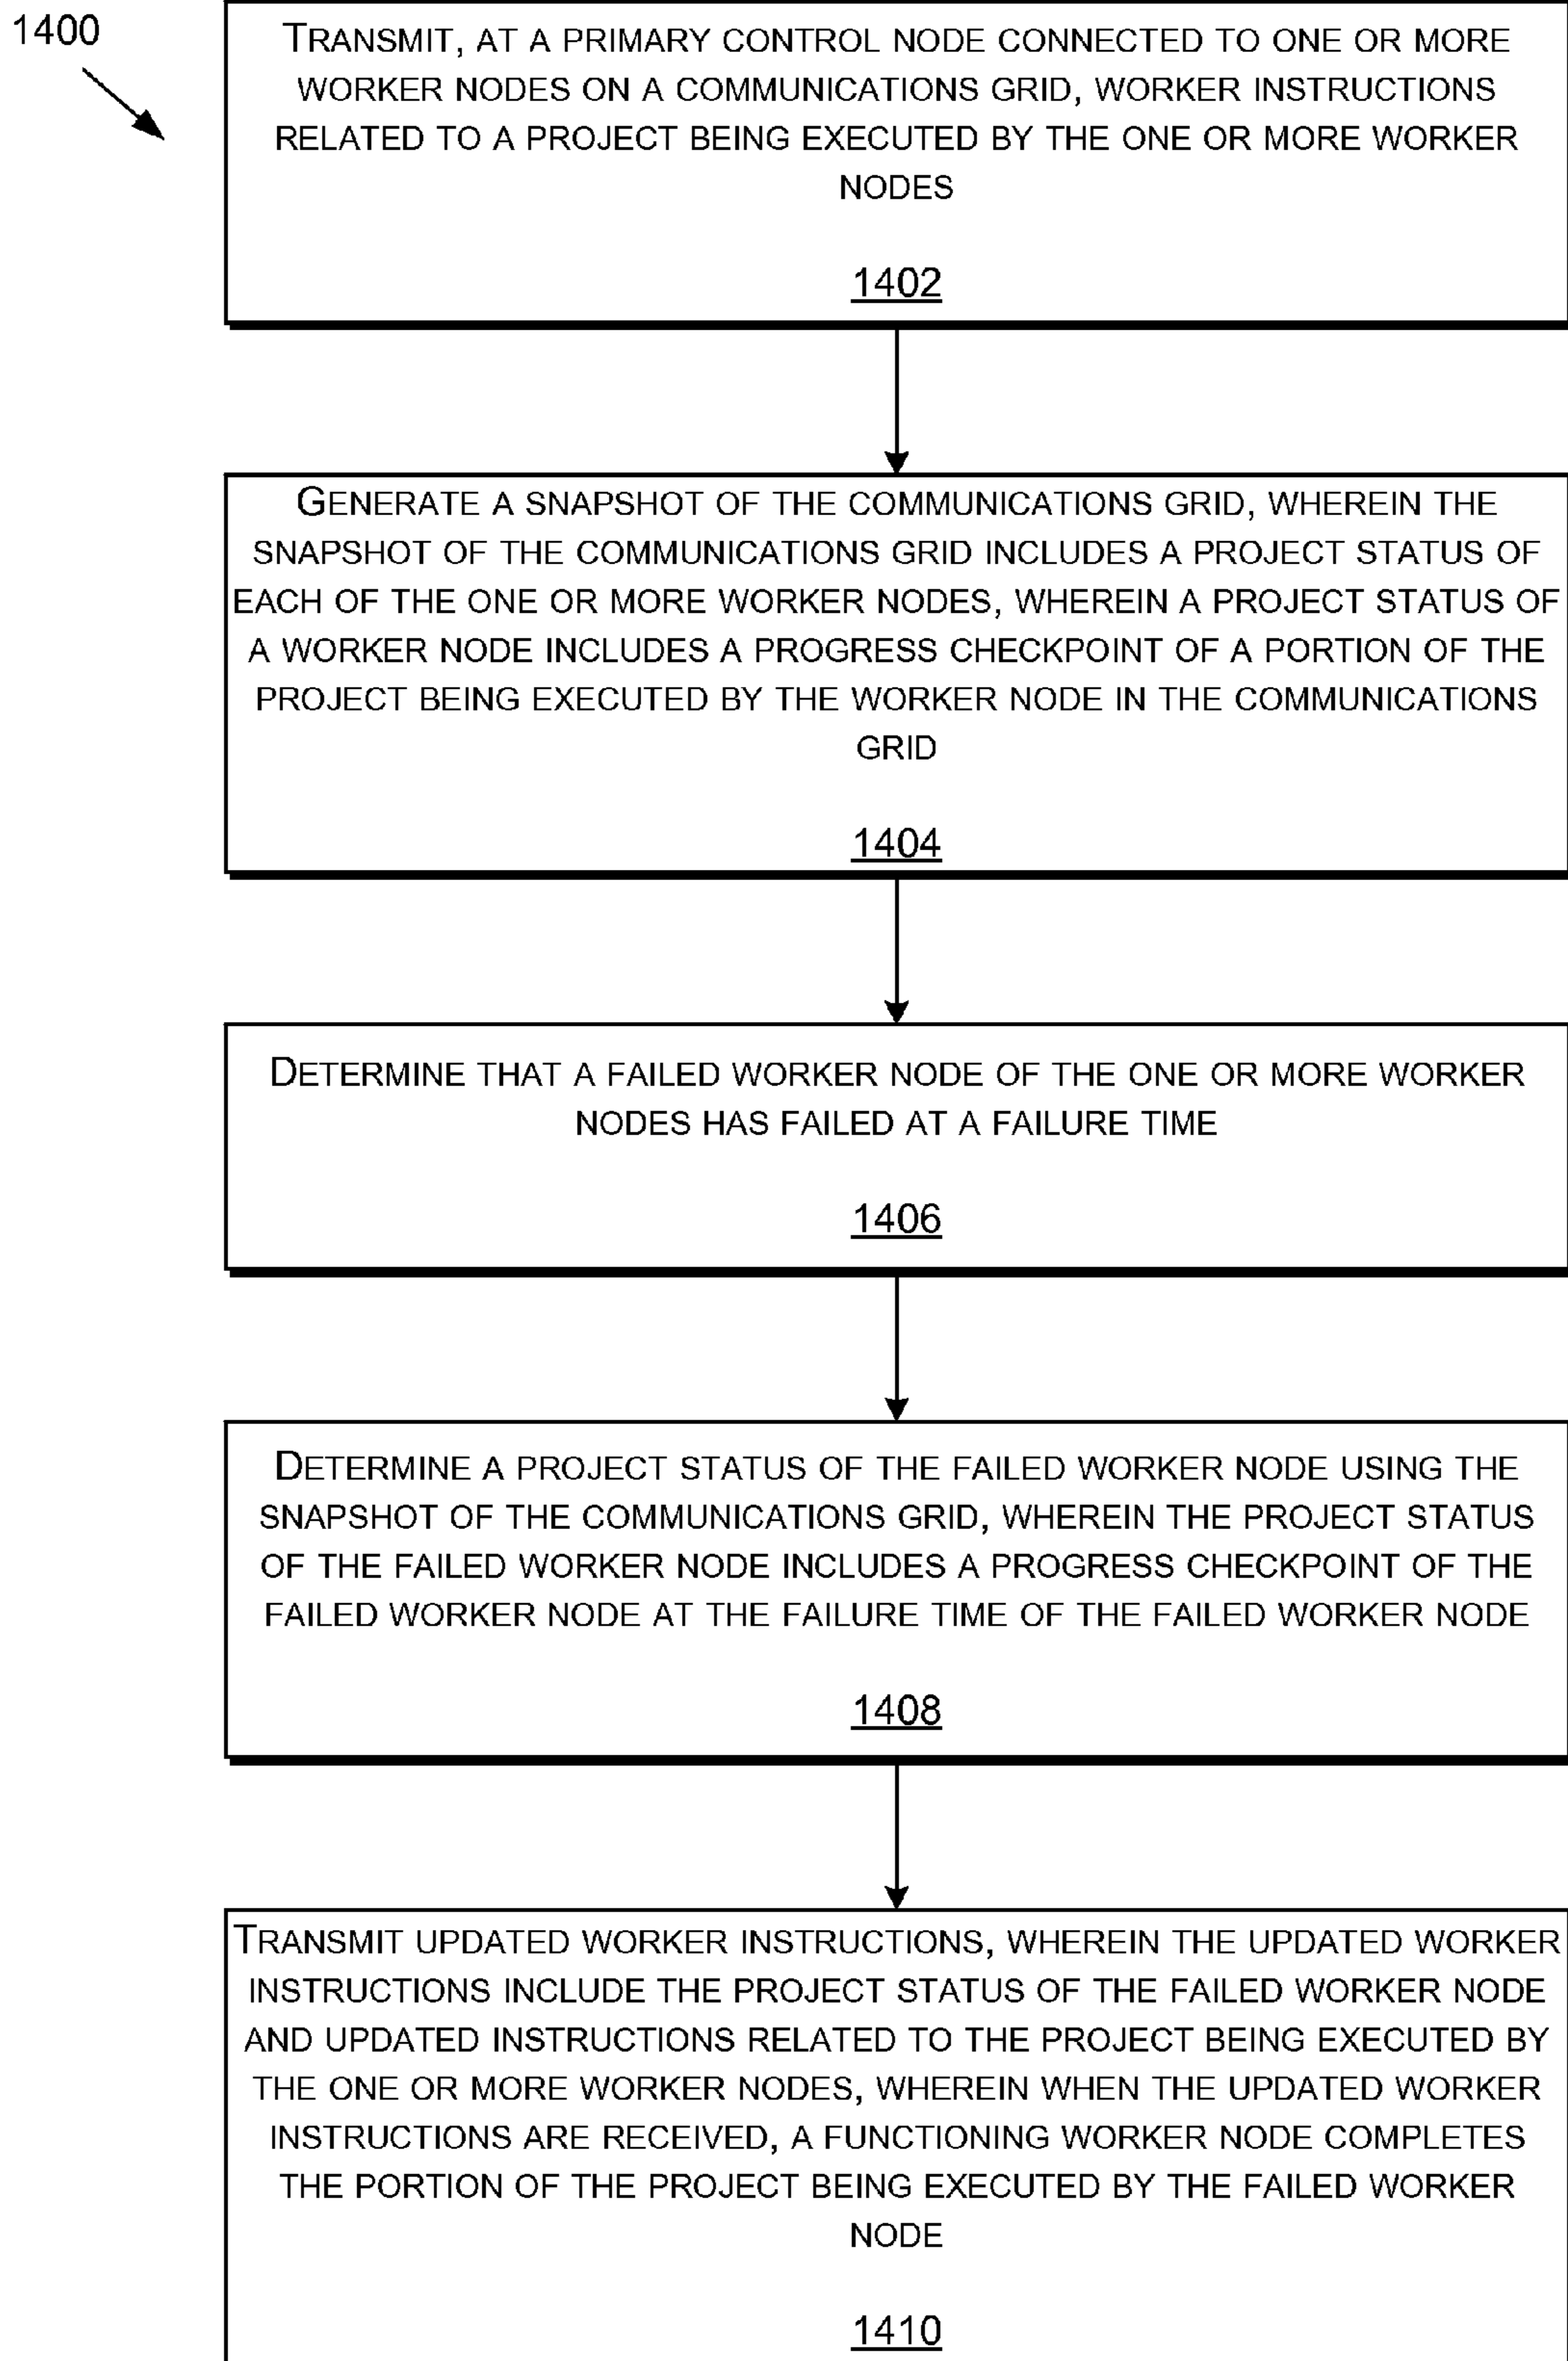 1400
TRANSMIT, AT A PRIMARY CONTROL NODE CONNECTED TO ONE OR MORE
WORKER NODES ON A COMMUNICATIONS GRID, WORKER INSTRUCTIONS
RELATED TO A PROJECT BEING EXECUTED BY THE ONE OR MORE WORKER
NODES
1402
GENERATE A SNAPSHOT OF THE COMMUNICATIONS GRID, WHEREIN THE
SNAPSHOT OF THE COMMUNICATIONS GRID INCLUDES A PROJECT STATUS OF
EACH OF THE ONE OR MORE WORKER NODES, WHEREIN A PROJECT STATUS OF
A WORKER NODE INCLUDES A PROGRESS CHECKPOINT OF A PORTION OF THE
PROJECT BEING EXECUTED BY THE WORKER NODE IN THE COMMUNICATIONS
GRID
1404
DETERMINE THAT A FAILED WORKER NODE OF THE ONE OR MORE WORKER
NODES HAS FAILED AT A FAILURE TIME
1406
DETERMINE A PROJECT STATUS OF THE FAILED WORKER NODE USING THE
SNAPSHOT OF THE COMMUNICATIONS GRID, WHEREIN THE PROJECT STATUS
OF THE FAILED WORKER NODE INCLUDES A PROGRESS CHECKPOINT OF THE
FAILED WORKER NODE AT THE FAILURE TIME OF THE FAILED WORKER NODE
1408
TRANSMIT UPDATED WORKER INSTRUCTIONS, WHEREIN THE UPDATED WORKER
INSTRUCTIONS INCLUDE THE PROJECT STATUS OF THE FAILED WORKER NODE
AND UPDATED INSTRUCTIONS RELATED TO THE PROJECT BEING EXECUTED BY
THE ONE OR MORE WORKER NODES, WHEREIN WHEN THE UPDATED WORKER
INSTRUCTIONS ARE RECEIVED, A FUNCTIONING WORKER NODE COMPLETES
THE PORTION OF THE PROJECT BEING EXECUTED BY THE FAILED WORKER
NODE
1410